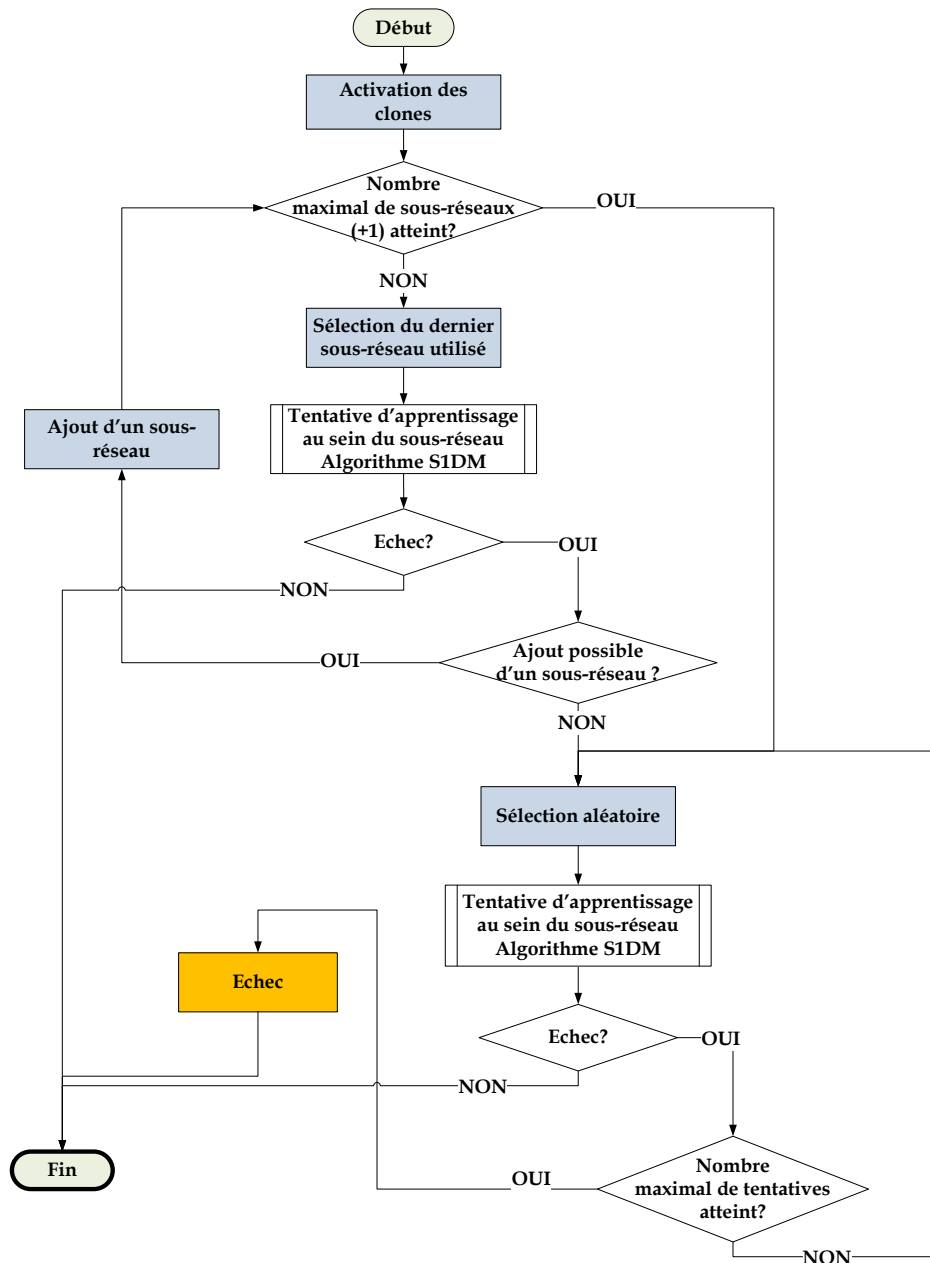 Début
Activation des
clones
Nombre
maximal de sous-réseaux
(+1) atteint?
OUI
NON
Sélection du dernier
sous-réseau utilisé
Ajout d'un sous-
réseau
Tentative d'apprentissage
au sein du sous-réseau
Algorithme S1DM
Echec?
OUI
NON
Ajout possible
d'un sous-réseau ?
OUI
NON
Sélection aléatoire
Tentative d'apprentissage
au sein du sous-réseau
Algorithme S1DM
Echec
Echec?
OUI
NON
Fin
Nombre
maximal de tentatives
atteint?
OUI
NON